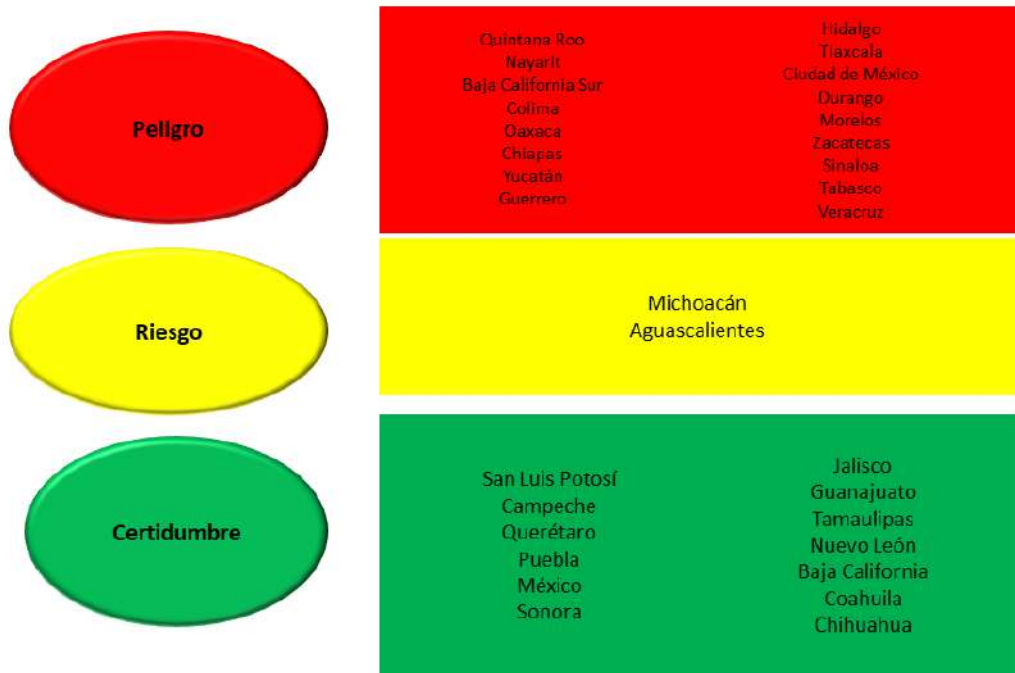 Peligro
Quintana Roo
Nayarit
Baja California Sur
Colima
Oaxaca
Chiapas
Yucatán
Guerrero
Hidalgo
Tlaxcala
Ciudad de México
Durango
Morelos
Zacatecas
Sinaloa
Tabasco
Veracruz
Riesgo
Michoacán
Aguascalientes
Certidumbre
San Luis Potosí
Campeche
Querétaro
Puebla
México
Sonora
Jalisco
Guanajuato
Tamaulipas
Nuevo León
Baja California
Coahuila
Chihuahua